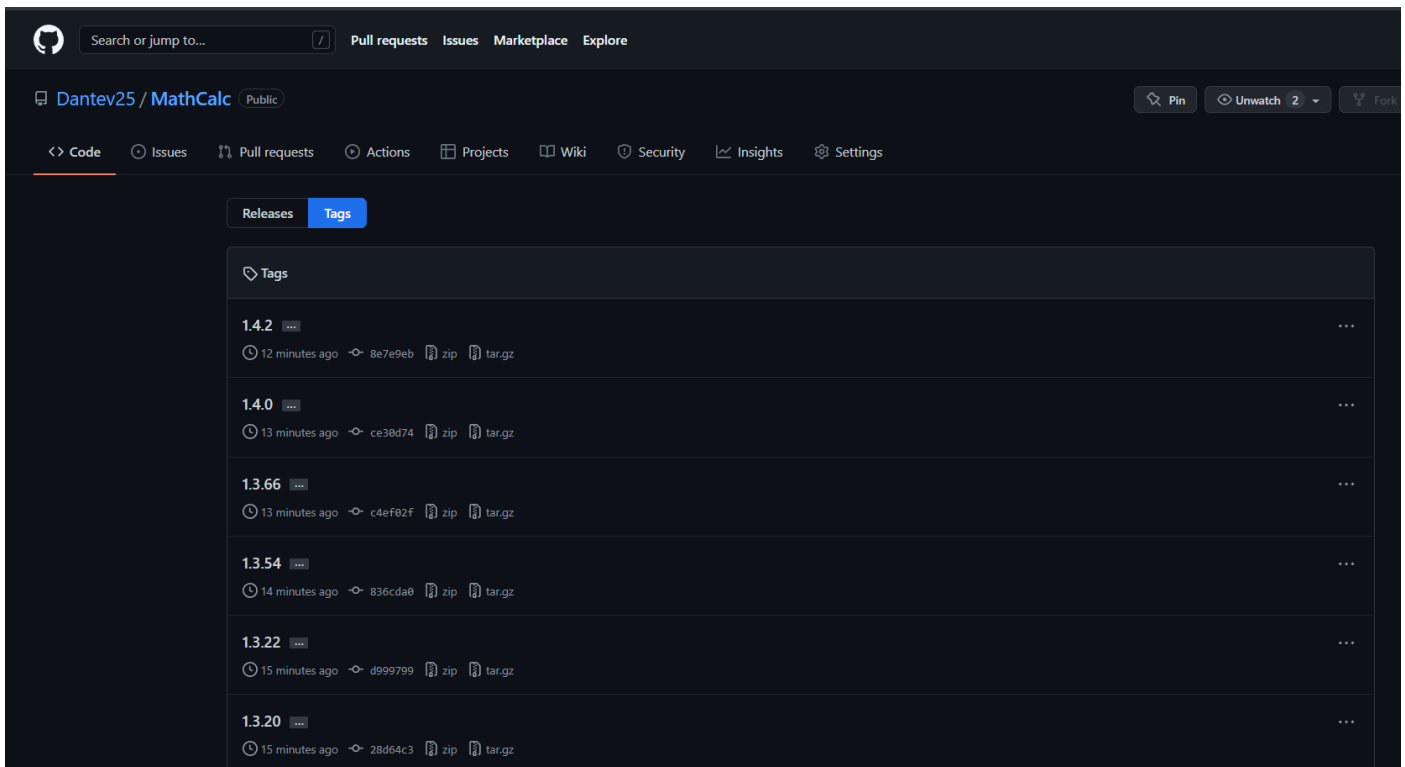 Search or jump to... / Pull requests Issues Marketplace Explore
Dantev25 / MathCalc Public Pin Unwatch 2 Fork
<> Code Issues Pull requests Actions Projects Wiki Security Insights Settings
Releases Tags
Tags
1.4.2 ...
12 minutes ago 8e7e9eb zip tar.gz
1.4.0 ...
13 minutes ago ce30d74 zip tar.gz
1.3.66 ...
13 minutes ago c4ef02f zip tar.gz
1.3.54 ...
14 minutes ago 836cda0 zip tar.gz
1.3.22 ...
15 minutes ago d999799 zip tar.gz
1.3.20 ...
15 minutes ago 28d64c3 zip tar.gz